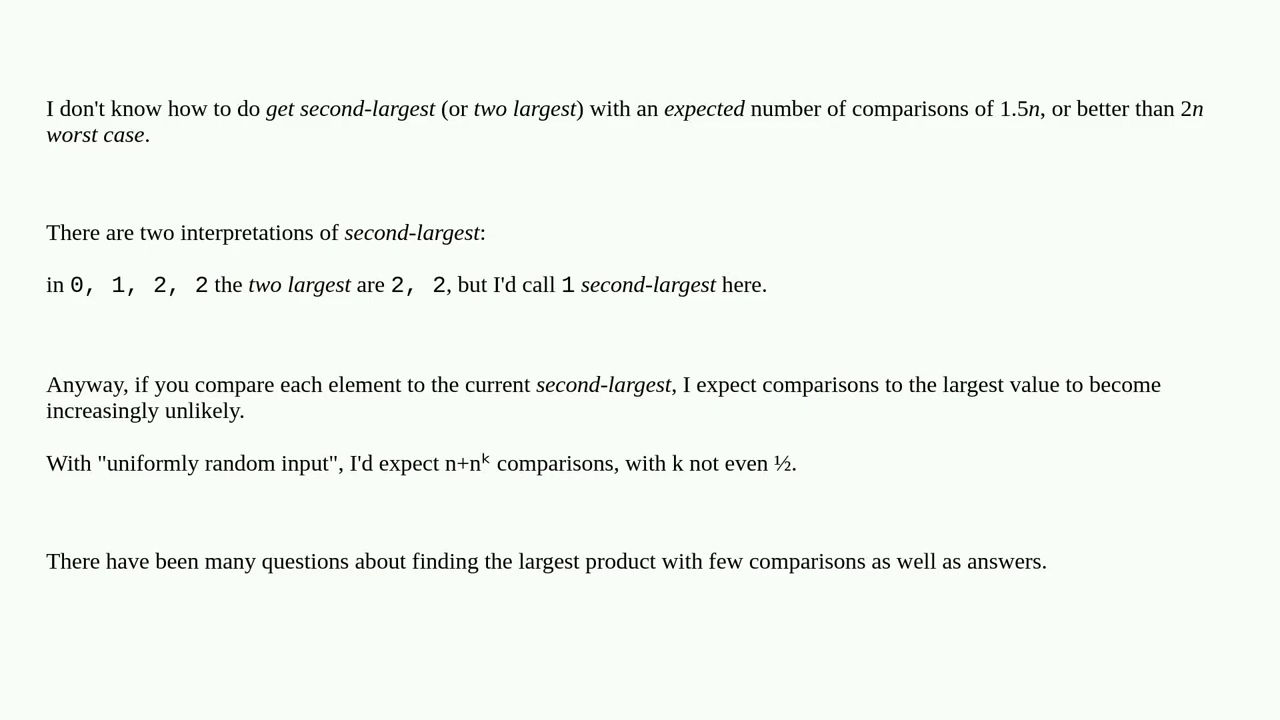 I don't know how to do get second-largest (or two largest) with an expected number of comparisons of 1.5n, or better than 2n
worst case.
There are two interpretations of second-largest:
in 0, 1, 2, 2 the two largest are 2, 2, but I'd call 1 second-largest here.
Anyway, if you compare each element to the current second-largest, I expect comparisons to the largest value to become
increasingly unlikely.
With "uniformly random input", I'd expect n+nᵏ comparisons, with k not even ½.
There have been many questions about finding the largest product with few comparisons as well as answers.